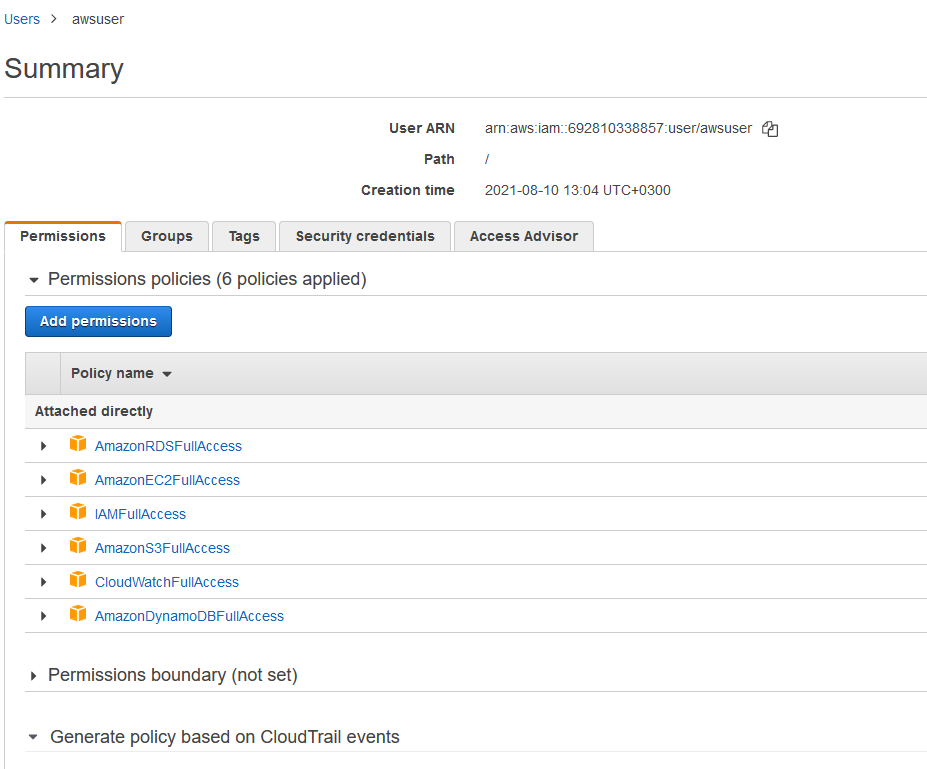 Users > awsuser
Summary
User ARN arn:aws:iam::692810338857:user/awsuser
Path /
Creation time 2021-08-10 13:04 UTC+0300
Permissions Groups Tags Security credentials Access Advisor
Permissions policies (6 policies applied)
Add permissions
Policy name
Attached directly
AmazonRDSFullAccess
AmazonEC2FullAccess
IAMFullAccess
AmazonS3FullAccess
CloudWatchFullAccess
AmazonDynamoDBFullAccess
Permissions boundary (not set)
Generate policy based on CloudTrail events